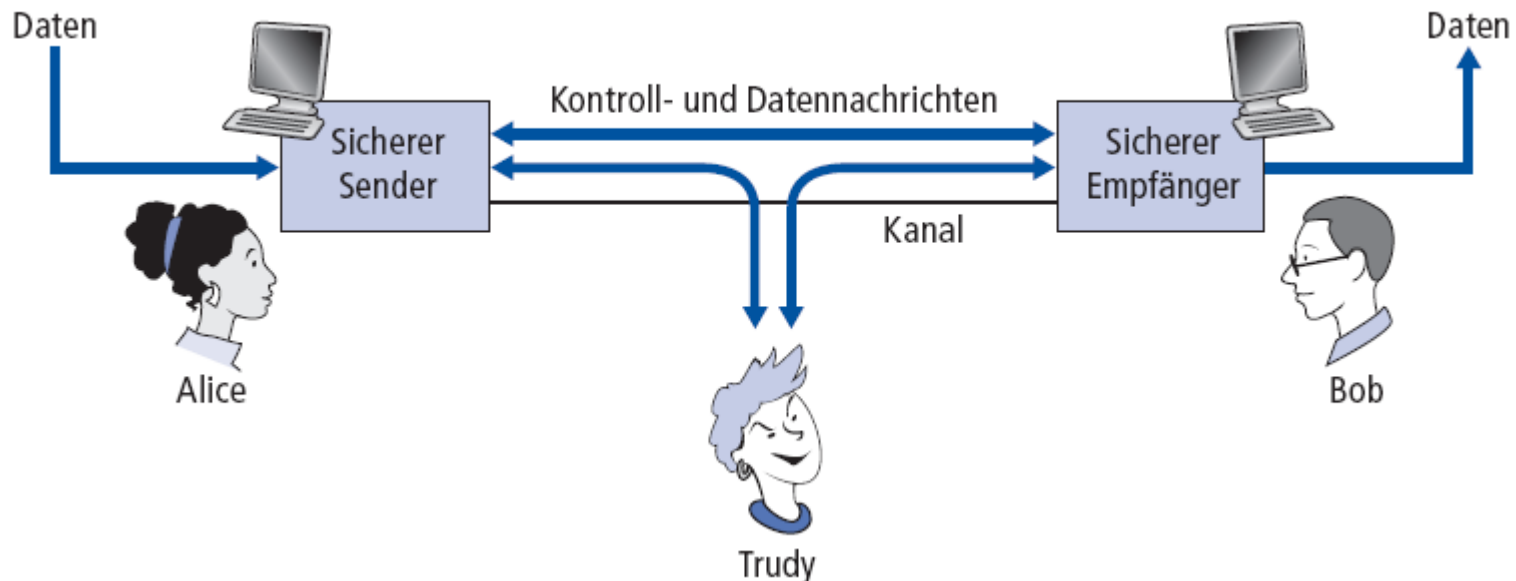 Daten
Daten
Kontroll- und Datennachrichten
Sicherer
Sender
Sicherer
Empfänger
Kanal
Alice
Bob
Trudy